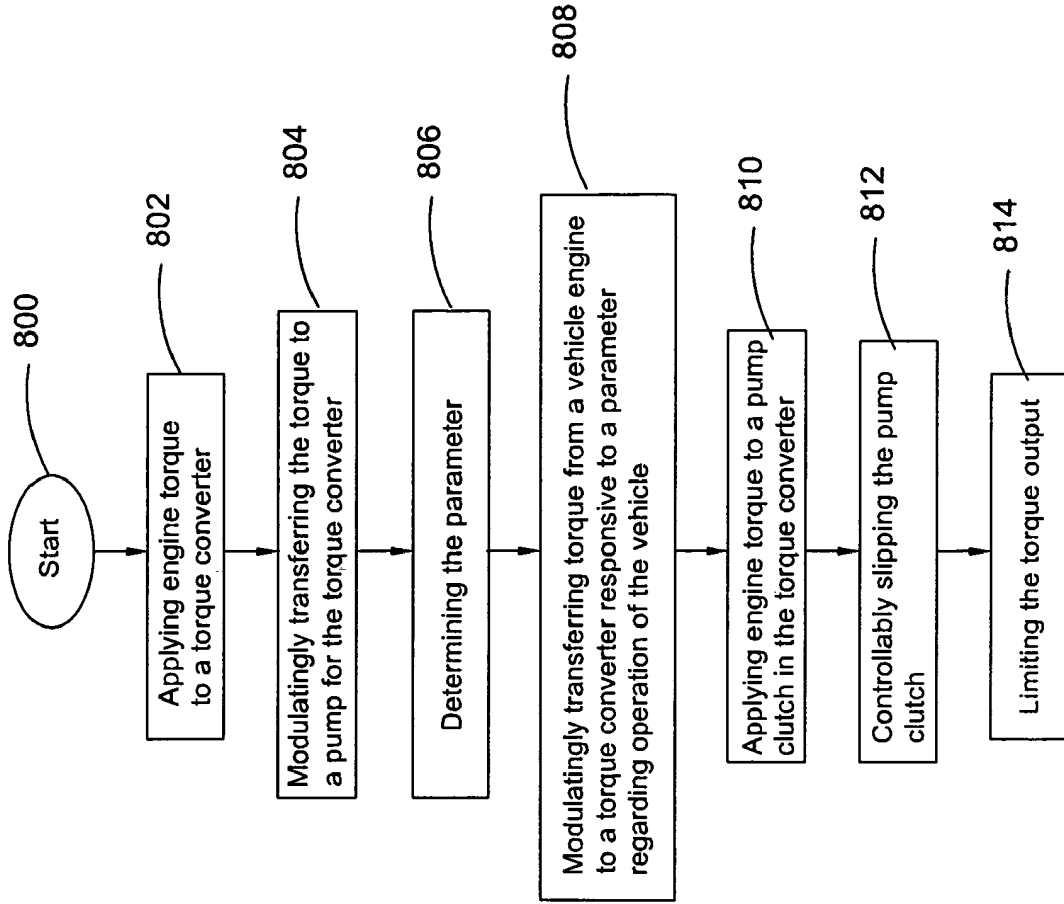 800
Start
802
Applying engine torque
to a torque converter
804
Modulatingly transferring the torque to
a pump for the torque converter
806
Determining the parameter
808
Modulatingly transferring torque from a vehicle engine
to a torque converter responsive to a parameter
regarding operation of the vehicle
810
Applying engine torque to a pump
clutch in the torque converter
812
Controllably slipping the pump
clutch
814
Limiting the torque output